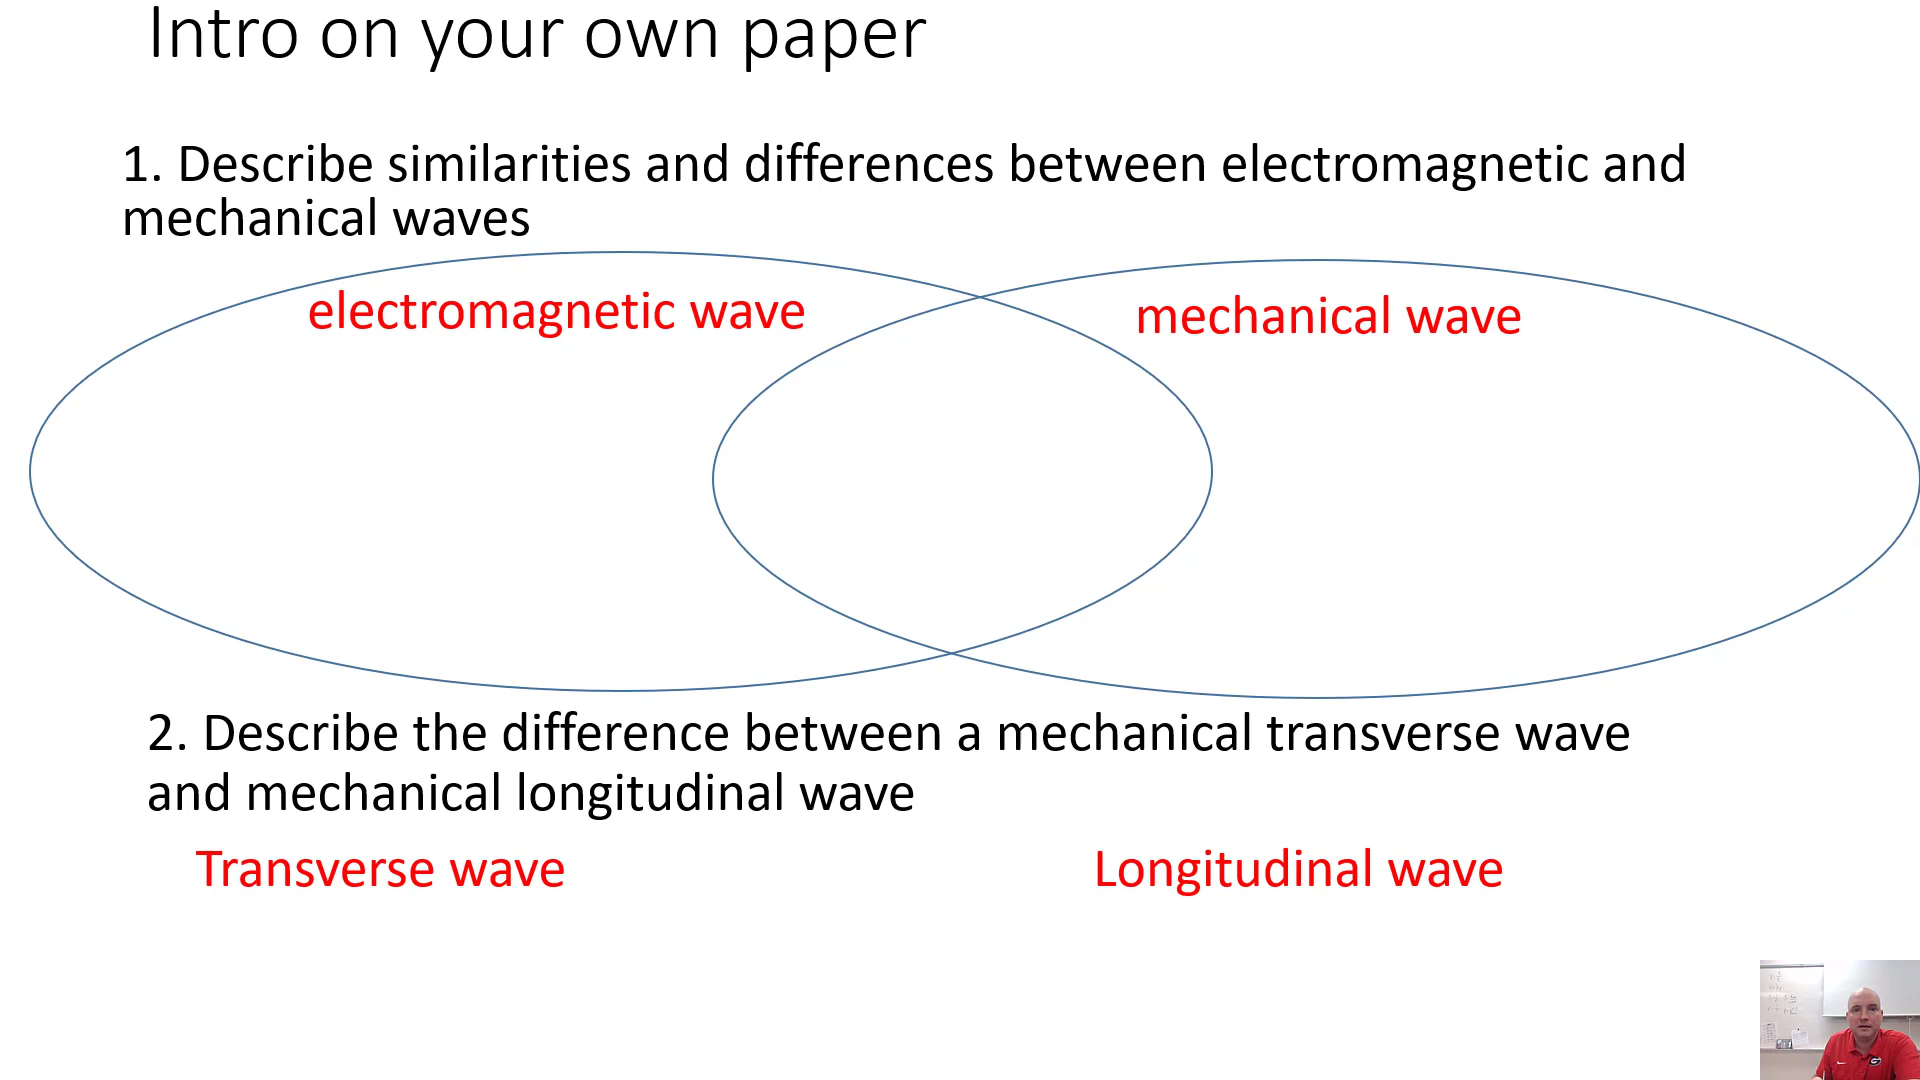 Intro on your own paper
1. Describe similarities and differences between electromagnetic and
mechanical waves
electromagnetic wave
mechanical wave
2. Describe the difference between a mechanical transverse wave
and mechanical longitudinal wave
Transverse wave
Longitudinal wave